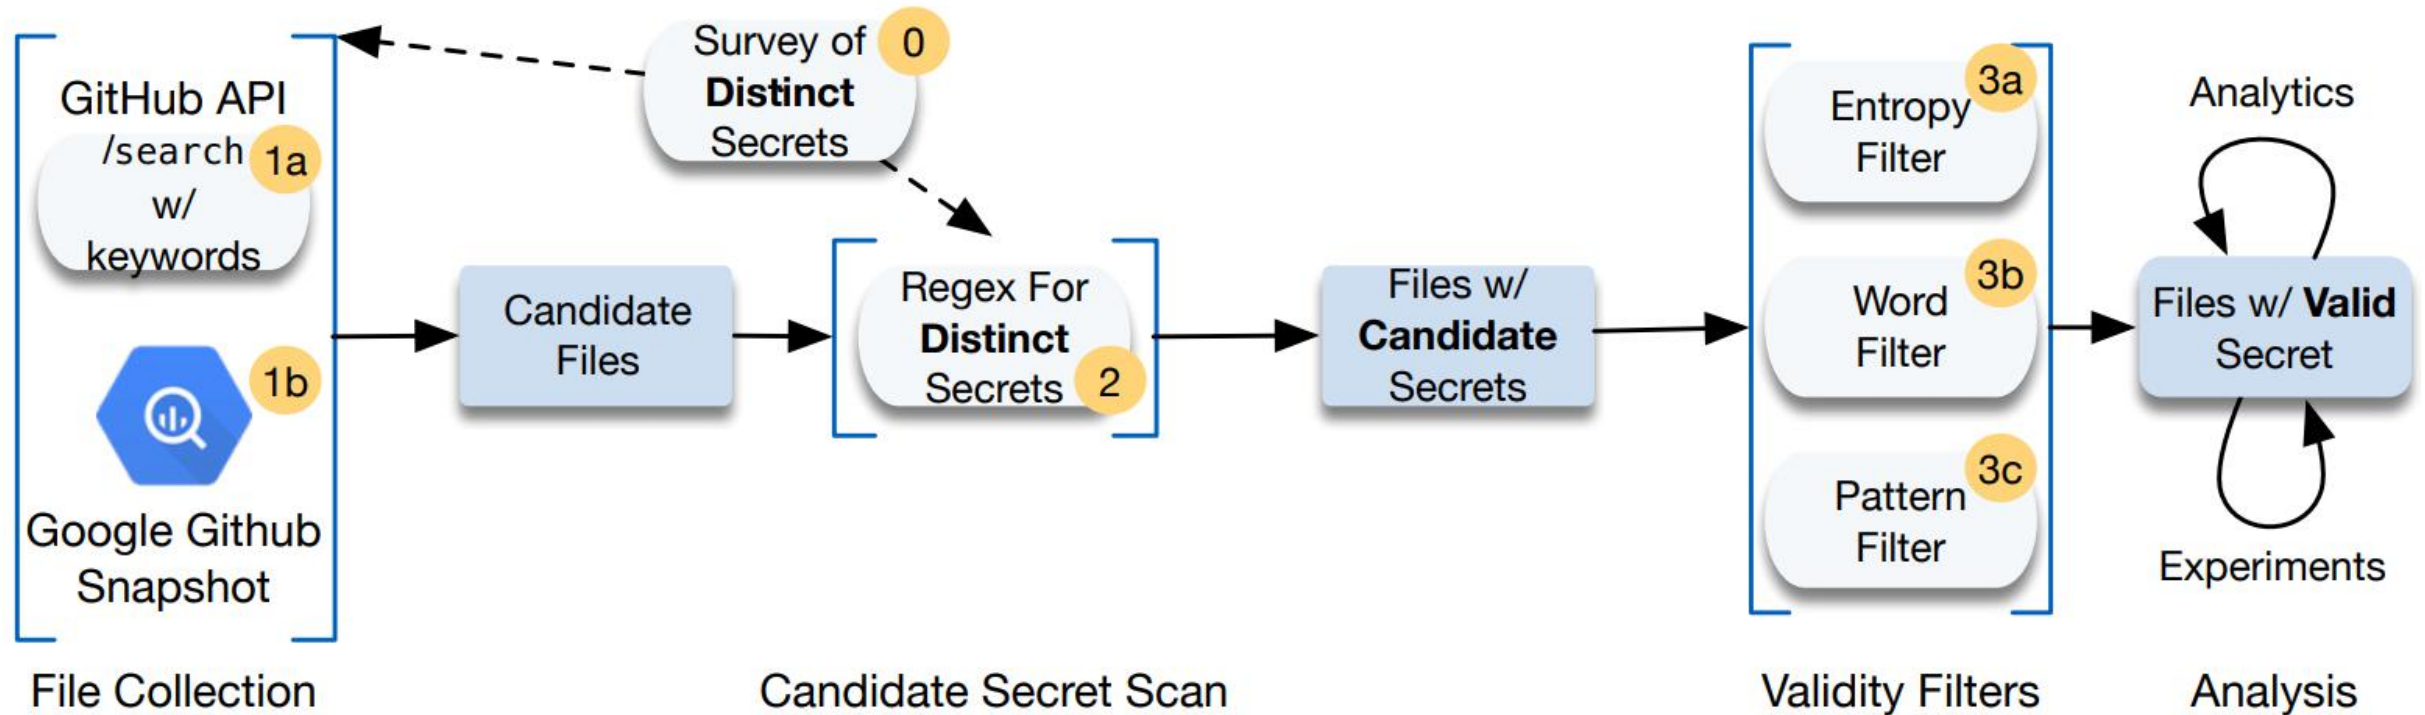 GitHub API
/search
w/
keywords
1a
1b
Google Github
Snapshot
File Collection
Survey of
Distinct
Secrets
0
Candidate
Files
Regex For
Distinct
Secrets
2
Files w/
Candidate
Secrets
Candidate Secret Scan
Entropy
Filter
3a
Word
Filter
3b
Pattern
Filter
3c
Validity Filters
Analytics
Files w/ Valid
Secret
Experiments
Analysis